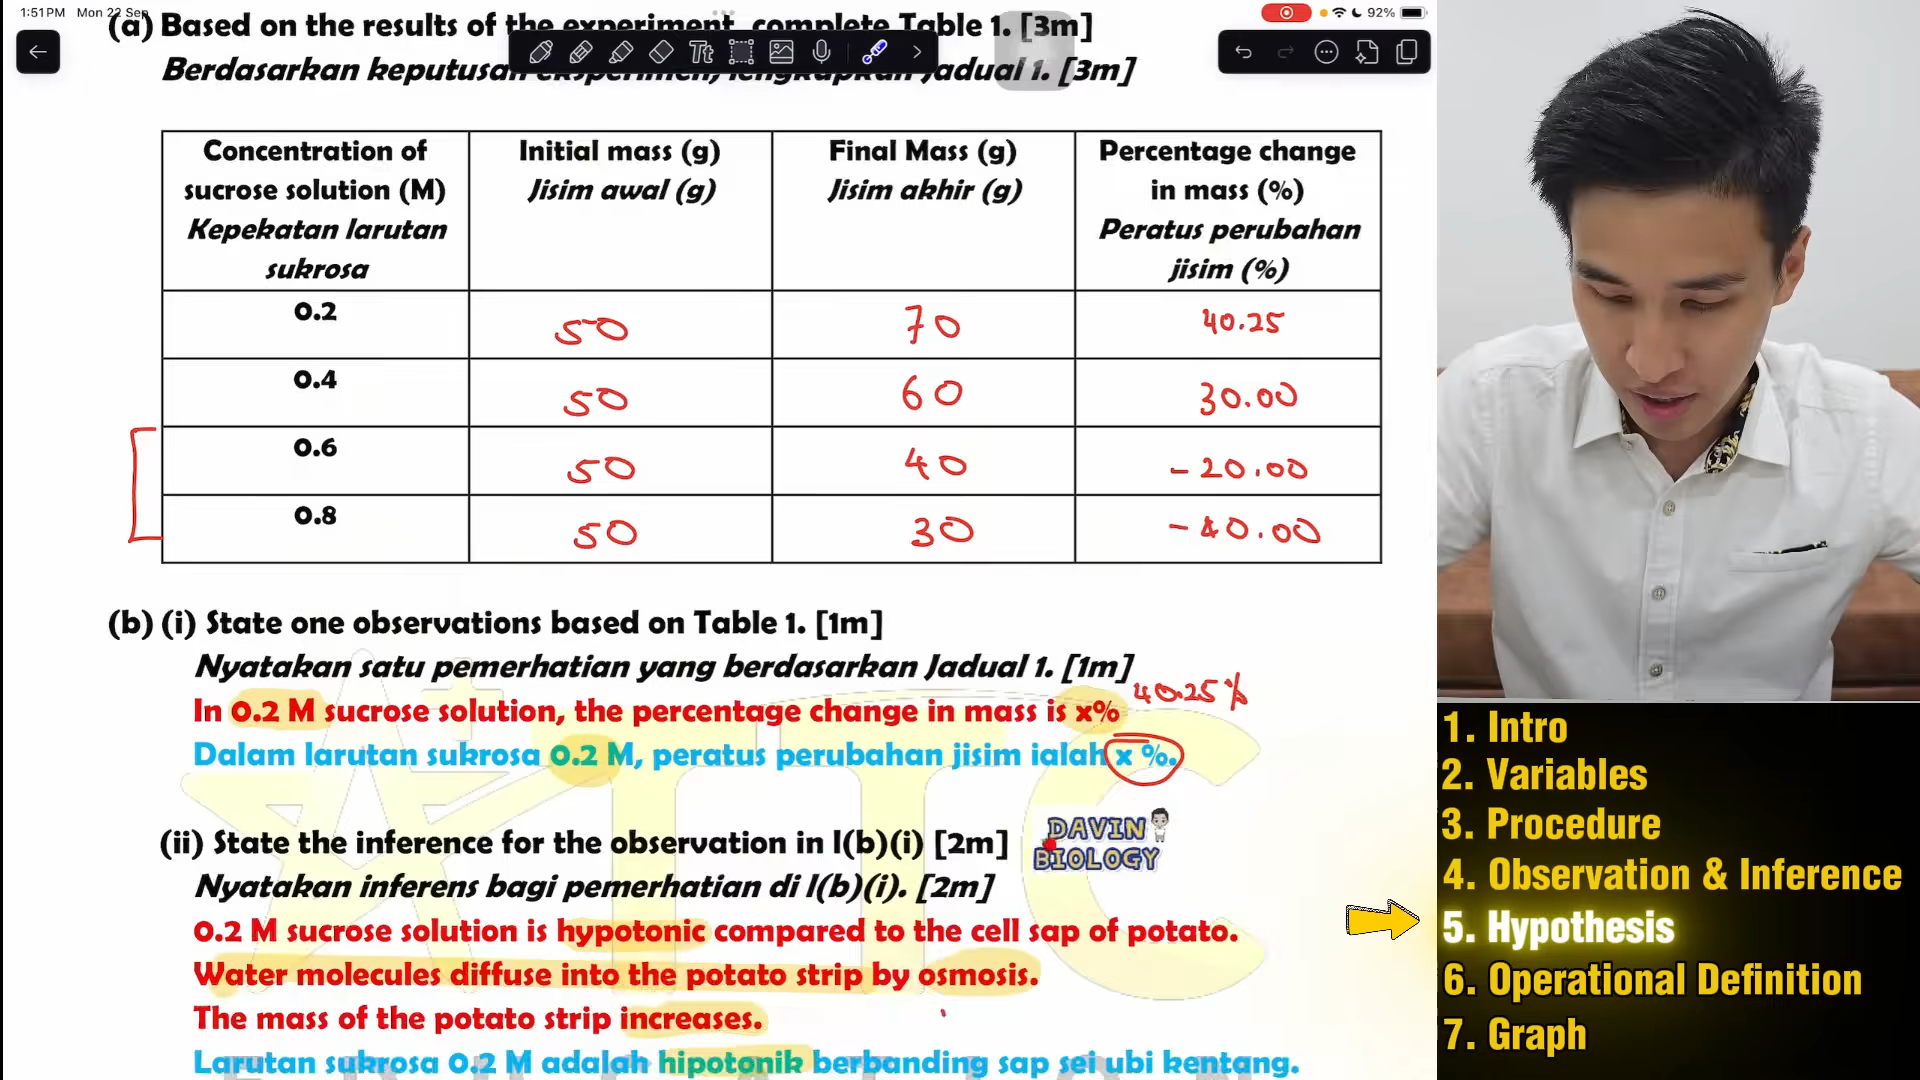 1:51PM Mon 22 Sep
92%
(a) Based on the results of the experiment, complete Table 1. [3m]
Tt
Berdasarkan keputusan eksperimen, lengkapkan Jadual 1. [3m]
Concentration of sucrose solution (M) Kepekatan larutan sukrosa
Initial mass (g) Jisim awal (g)
Final Mass (g) Jisim akhir (g)
Percentage change in mass (%) Peratus perubahan jisim (%)
0.2 50 70 40.25
0.4 50 60 30.00
0.6 50 40 -20.00
0.8 50 30 -40.00
(b) (i) State one observations based on Table 1. [1m]
Nyatakan satu pemerhatian yang berdasarkan Jadual 1. [1m]
40.25%
In 0.2 M sucrose solution, the percentage change in mass is x%
Dalam larutan sukrosa 0.2 M, peratus perubahan jisim ialah x %.
(ii) State the inference for the observation in l(b)(i) [2m]
DAVIN
BIOLOGY
Nyatakan inferens bagi pemerhatian di l(b)(i). [2m]
0.2 M sucrose solution is hypotonic compared to the cell sap of potato.
Water molecules diffuse into the potato strip by osmosis.
The mass of the potato strip increases.
Larutan sukrosa 0.2 M adalah hipotonik berbanding sap sei ubi kentang.
1. Intro
2. Variables
3. Procedure
4. Observation & Inference
5. Hypothesis
6. Operational Definition
7. Graph